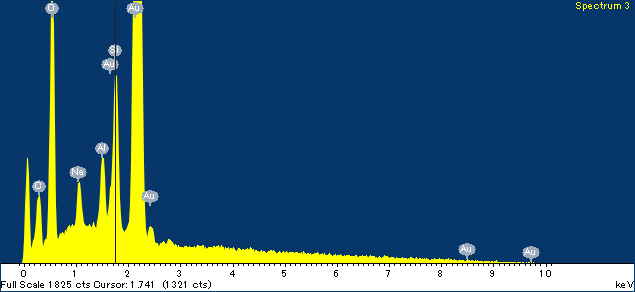 Spectrum 3
O
Au
Si
Au
Al
Na
O
Au
Au
Au
0 1 2 3 4 5 6 7 8 9 10
Full Scale 1825 cts Cursor: 1.741 (1321 cts) keV